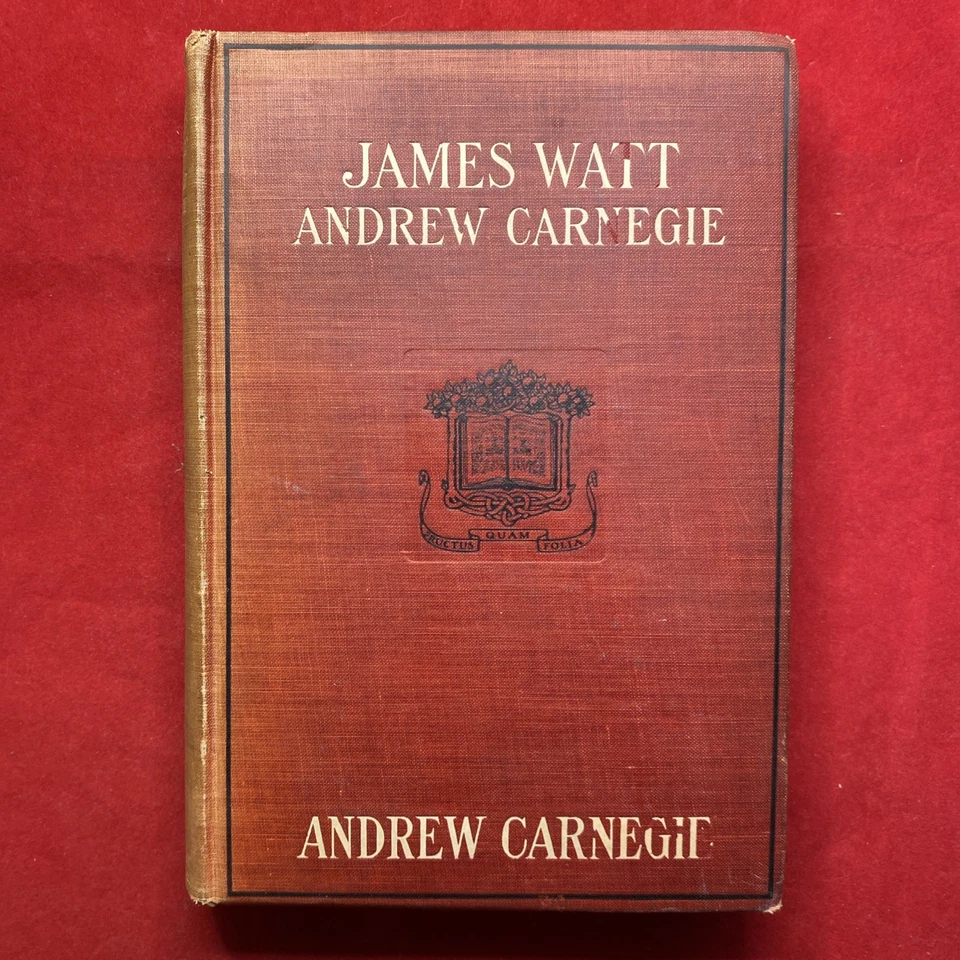 JAMES WATT
ANDREW CARNEGIE
FRUCTUS QUAM FOLIA
ANDREW CARNEGIE